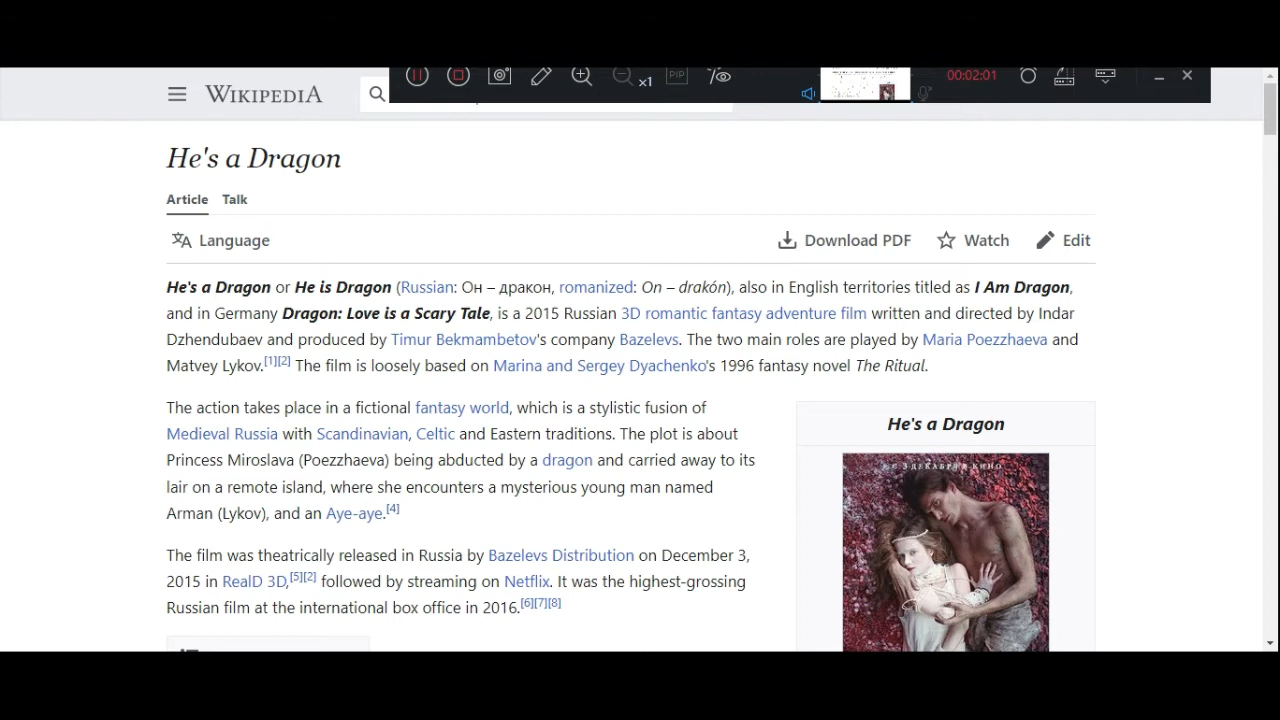 x1
PIP
00:02:01
WIKIPEDIA
He's a Dragon
Article Talk
Language Download PDF Watch Edit
He's a Dragon or He is Dragon (Russian: Он – дракон, romanized: On – drakón), also in English territories titled as I Am Dragon,
and in Germany Dragon: Love is a Scary Tale, is a 2015 Russian 3D romantic fantasy adventure film written and directed by Indar
Dzhendubaev and produced by Timur Bekmambetov's company Bazelevs. The two main roles are played by Maria Poezzhaeva and
Matvey Lykov.[1][2] The film is loosely based on Marina and Sergey Dyachenko's 1996 fantasy novel The Ritual.
The action takes place in a fictional fantasy world, which is a stylistic fusion of
Medieval Russia with Scandinavian, Celtic and Eastern traditions. The plot is about
Princess Miroslava (Poezzhaeva) being abducted by a dragon and carried away to its
lair on a remote island, where she encounters a mysterious young man named
Arman (Lykov), and an Aye-aye.[4]
The film was theatrically released in Russia by Bazelevs Distribution on December 3,
2015 in RealD 3D,[5][2] followed by streaming on Netflix. It was the highest-grossing
Russian film at the international box office in 2016.[6][7][8]
He's a Dragon
С 3 ДЕКАБРЯ В КИНО